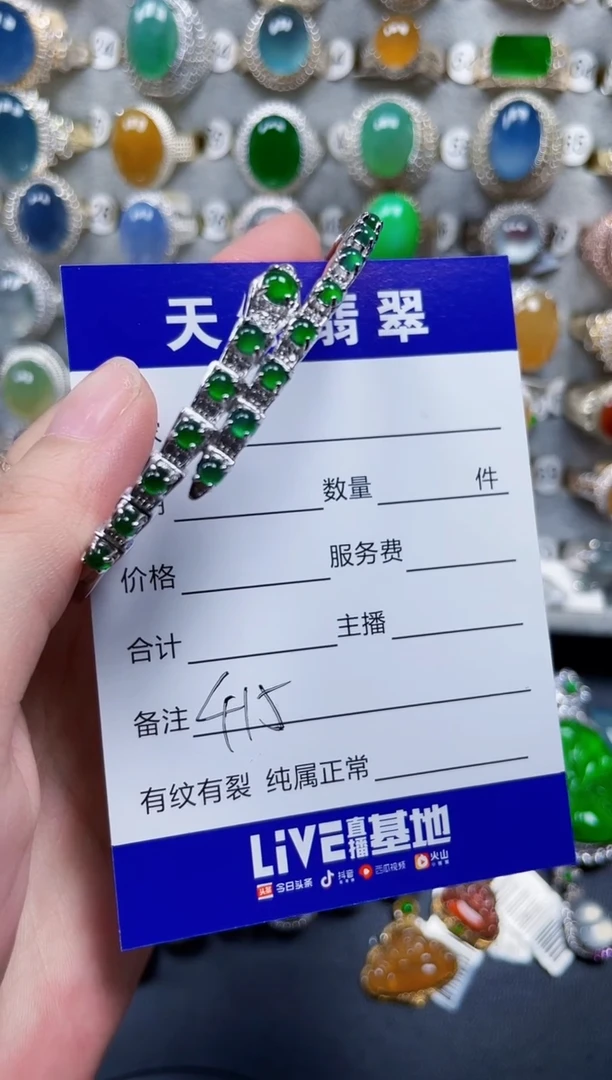 天 翡翠
数量 件
价格 服务费
合计 主播
备注 415
有纹有裂 纯属正常
LiVE直播基地
头条 今日头条 抖音 西瓜视频 火山